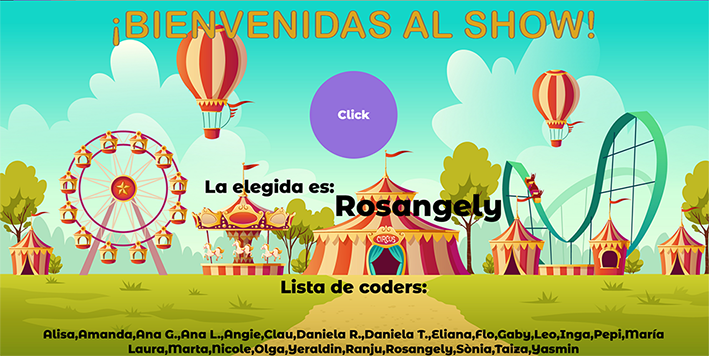 ¡BIENVENIDAS AL SHOW!
Click
La elegida es:
Rosangely
CIRCUS
Lista de coders:
Alisa,Amanda,Ana G.,Ana L.,Angie,Clau,Daniela R.,Daniela T.,Eliana,Flo,Gaby,Leo,Inga,Pepi,María
Laura,Marta,Nicole,Olga,Yeraldin,Ranju,Rosangely,Sònia,Taiza,Yasmin